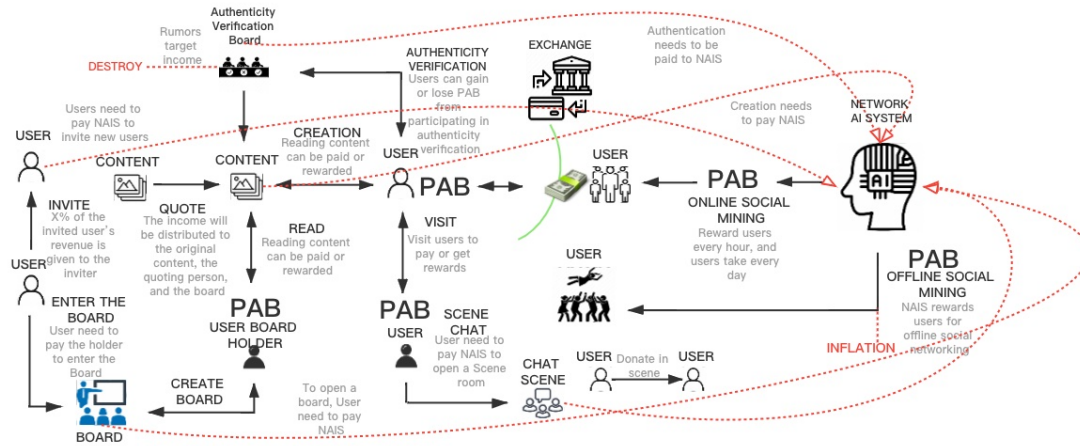 Authenticity
Verification
Board
Rumors
target
income
DESTROY
Users need to
pay NAIS to
invite new users
USER
CONTENT
CONTENT
CREATION
Reading content
can be paid or
rewarded
AUTHENTICITY
VERIFICATION
Users can gain
or lose PAB
from
participating in
authenticity
verifcation
USER
PAB
EXCHANGE
USER
Authentication
needs to be
paid to NAIS
Creation needs
to pay NAIS
NETWORK
AI SYSTEM
AI
PAB
ONLINE SOCIAL
MINING
Reward users
every hour, and
users take every
day
INVITE
X% of the
invited user's
revenue is
given to the
inviter
QUOTE
The income will
be distributed to
the original
content, the
quoting person,
and the board
READ
Reading content
can be paid or
rewarded
VISIT
Visit users to
pay or get
rewards
USER
PAB
OFFLINE SOCIAL
MINING
NAIS rewards
users for
offline social
networking
INFLATION
USER
ENTER THE
BOARD
User need to
pay the holder
to enter the
Board
PAB
USER BOARD
HOLDER
PAB
USER
SCENE
CHAT
User need to
pay NAIS to
open a Scene
room
CHAT
SCENE
USER
Donate in
scene
USER
CREATE
BOARD
To open a
board, User
need to pay
NAIS
BOARD